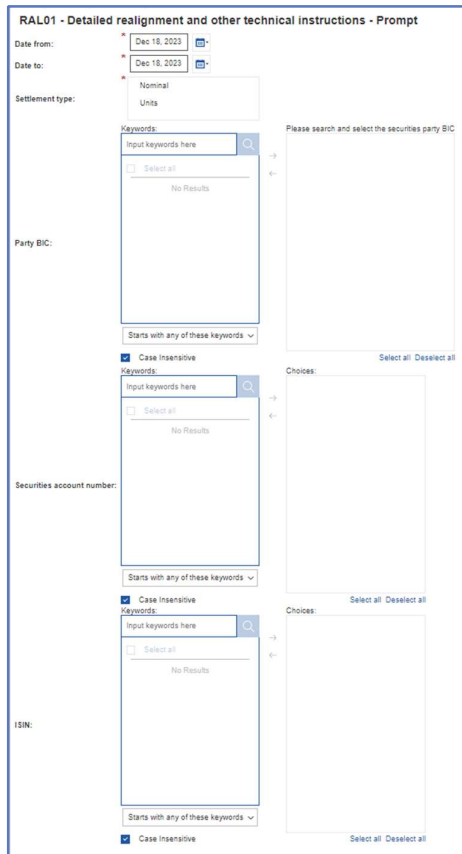 RAL01 - Detailed realignment and other technical instructions - Prompt
Date from:
* Dec 18, 2023
Date to:
* Dec 18, 2023
Settlement type:
* Nominal
Units
Party BIC:
Keywords:
Input keywords here
Select all
No Results
Starts with any of these keywords
Case Insensitive
Please search and select the securities party BIC
Select all Deselect all
Securities account number:
Keywords:
Input keywords here
Select all
No Results
Starts with any of these keywords
Case Insensitive
Choices:
Select all Deselect all
ISIN:
Keywords:
Input keywords here
Select all
No Results
Starts with any of these keywords
Case Insensitive
Choices:
Select all Deselect all